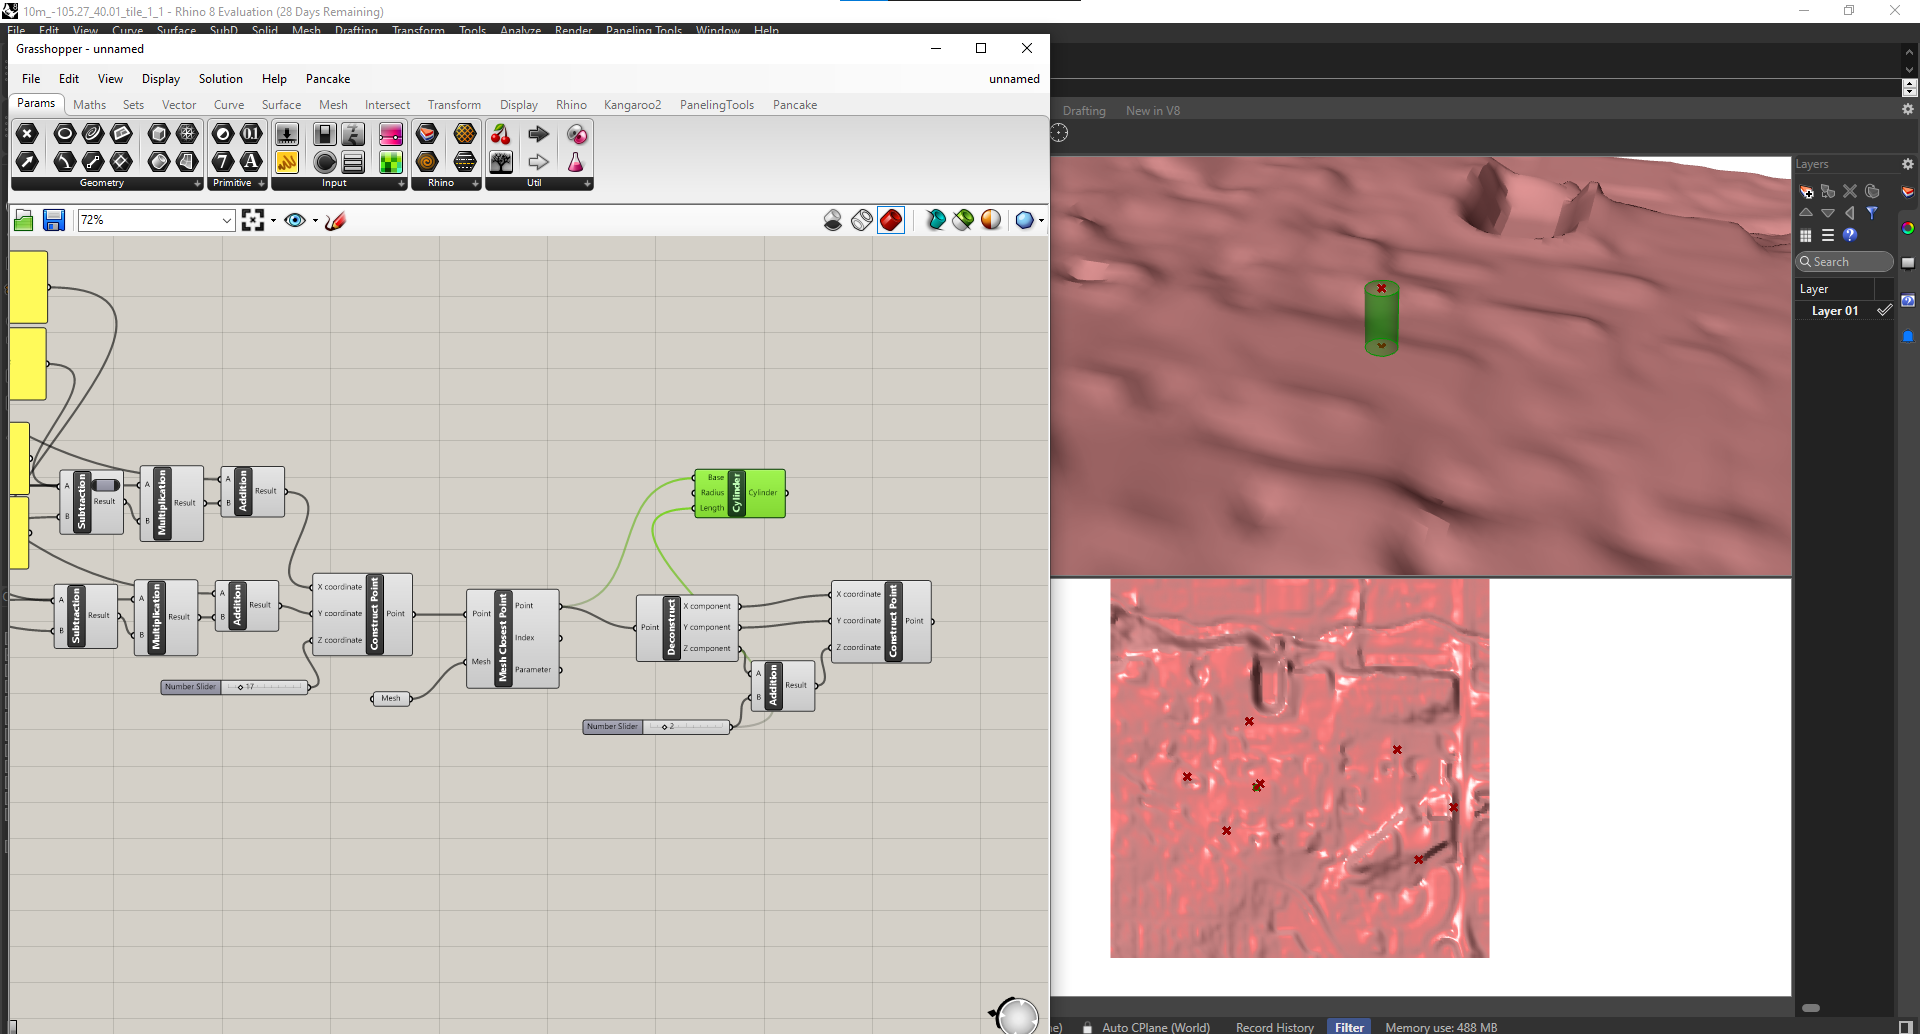 10m_-105.27_40.01_tile_1_1 - Rhino 8 Evaluation (28 Days Remaining)
File Edit View Curve Surface SubD Solid Mesh Drafting Transform Tools Analyze Render Paneling Tools Window Help
Grasshopper - unnamed
File Edit View Display Solution Help Pancake unnamed
Params Maths Sets Vector Curve Surface Mesh Intersect Transform Display Rhino Kangaroo2 PanelingTools Pancake
Geometry Primitive Input Rhino Util
72%
Drafting New in V8
Layers
Search
Layer
Layer 01
Subtraction
A
B
Result
Multiplication
A
B
Result
Addition
A
B
Result
Cylinder
Base
Radius
Length
Cylinder
Subtraction
A
B
Result
Multiplication
A
B
Result
Addition
A
B
Result
Construct Point
X coordinate
Y coordinate
Z coordinate
Point
Mesh Closest Point
Point
Mesh
Point
Index
Parameter
Deconstruct
Point
X component
Y component
Z component
Construct Point
X coordinate
Y coordinate
Z coordinate
Point
Addition
A
B
Result
Number Slider 17
Mesh
Number Slider 2
Auto CPlane (World) Record History Filter Memory use: 488 MB